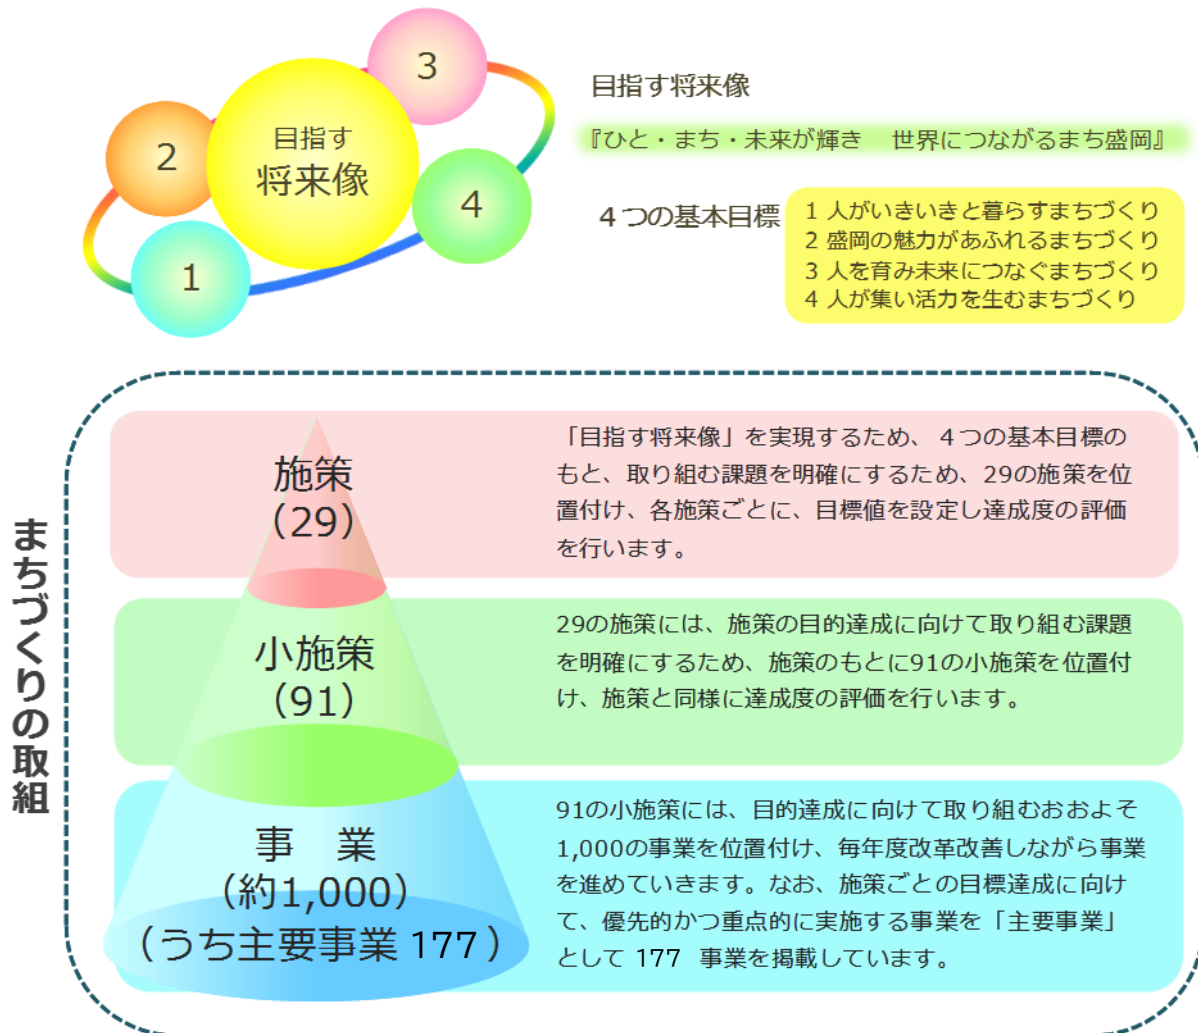 3
目指す将来像
2
目指す
将来像
『ひと・まち・未来が輝き　世界につながるまち盛岡』
4
1
４つの基本目標
1 人がいきいきと暮らすまちづくり
2 盛岡の魅力があふれるまちづくり
3 人を育み未来につなぐまちづくり
4 人が集い活力を生むまちづくり
まちづくりの取組
施策
（29）
「目指す将来像」を実現するため、４つの基本目標の
もと、取り組む課題を明確にするため、29の施策を位
置付け、各施策ごとに、目標値を設定し達成度の評価
を行います。
小施策
（91）
29の施策には、施策の目的達成に向けて取り組む課題
を明確にするため、施策のもとに91の小施策を位置付
け、施策と同様に達成度の評価を行います。
事　業
（約1,000）
（うち主要事業 177 ）
91の小施策には、目的達成に向けて取り組むおおよそ
1,000の事業を位置付け、毎年度改革改善しながら事業
を進めていきます。なお、施策ごとの目標達成に向け
て、優先的かつ重点的に実施する事業を「主要事業」
として 177 事業を掲載しています。